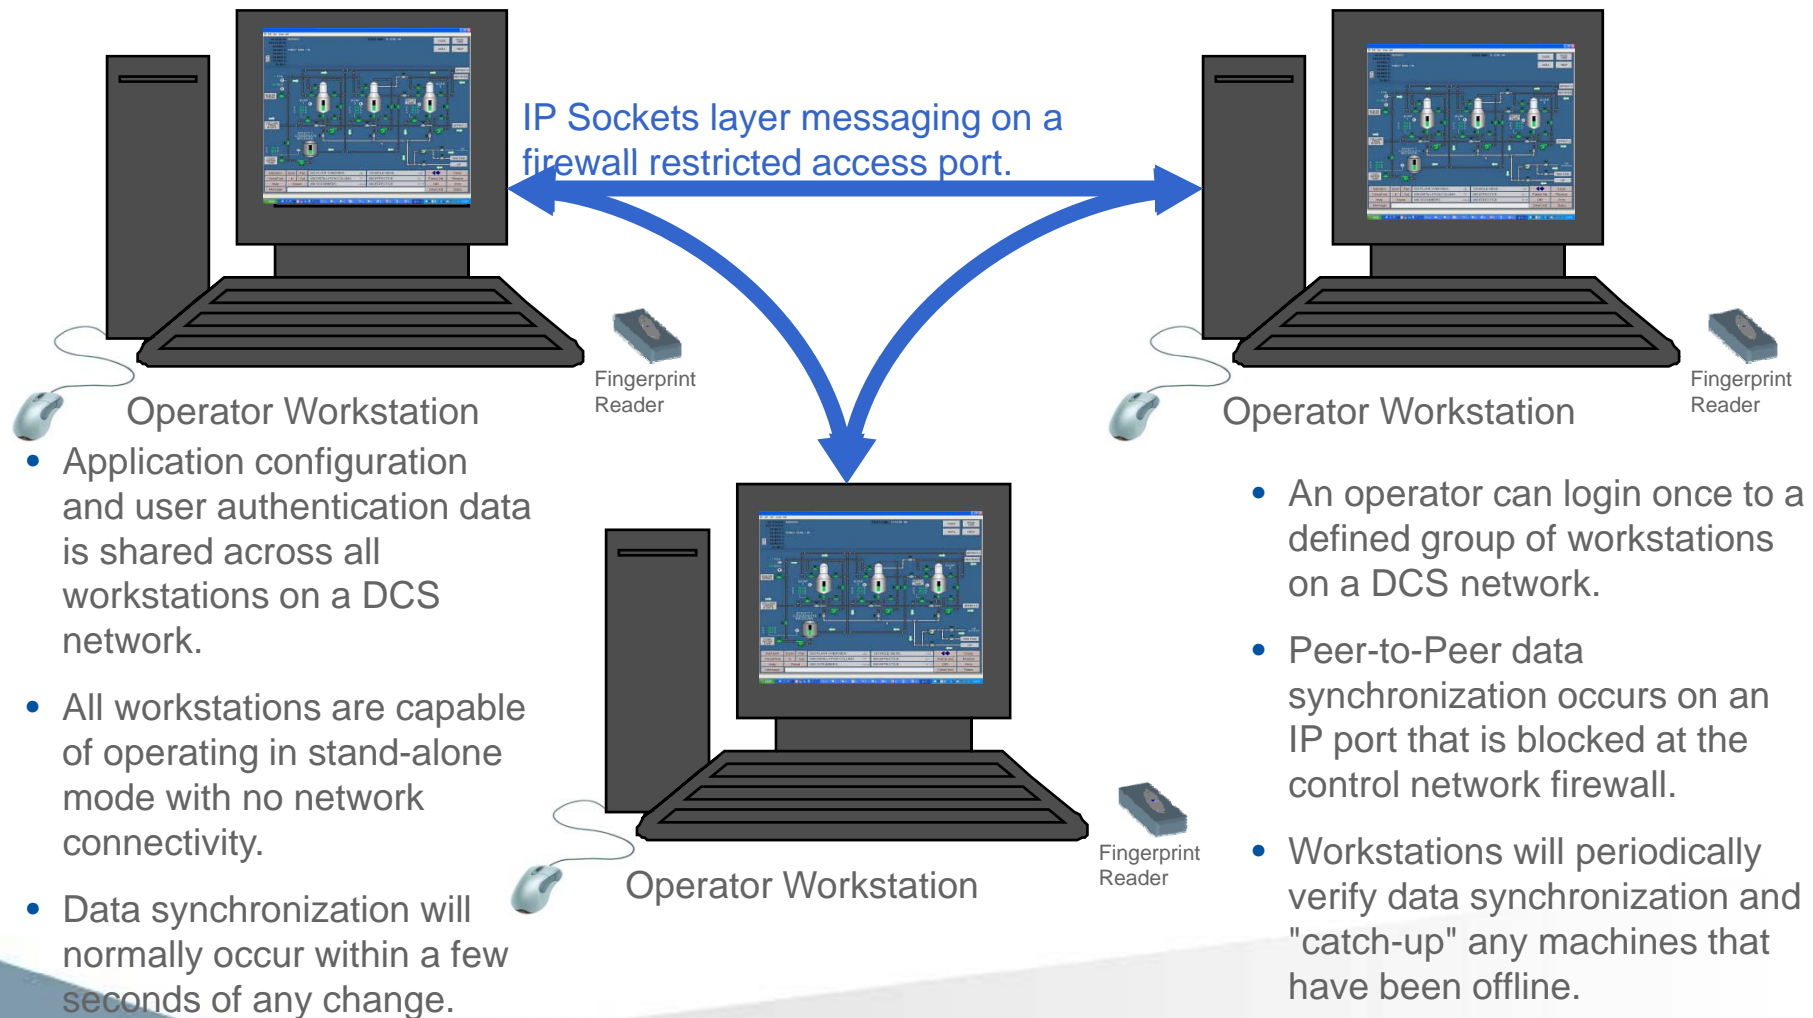 IP Sockets layer messaging on a
firewall restricted access port.
Fingerprint
Reader
Operator Workstation
Fingerprint
Reader
Operator Workstation
• Application configuration
and user authentication data
is shared across all
workstations on a DCS
network.
• All workstations are capable
of operating in stand-alone
mode with no network
connectivity.
• Data synchronization will
normally occur within a few
seconds of any change.
Fingerprint
Reader
Operator Workstation
• An operator can login once to a
defined group of workstations
on a DCS network.
• Peer-to-Peer data
synchronization occurs on an
IP port that is blocked at the
control network firewall.
• Workstations will periodically
verify data synchronization and
"catch-up" any machines that
have been offline.